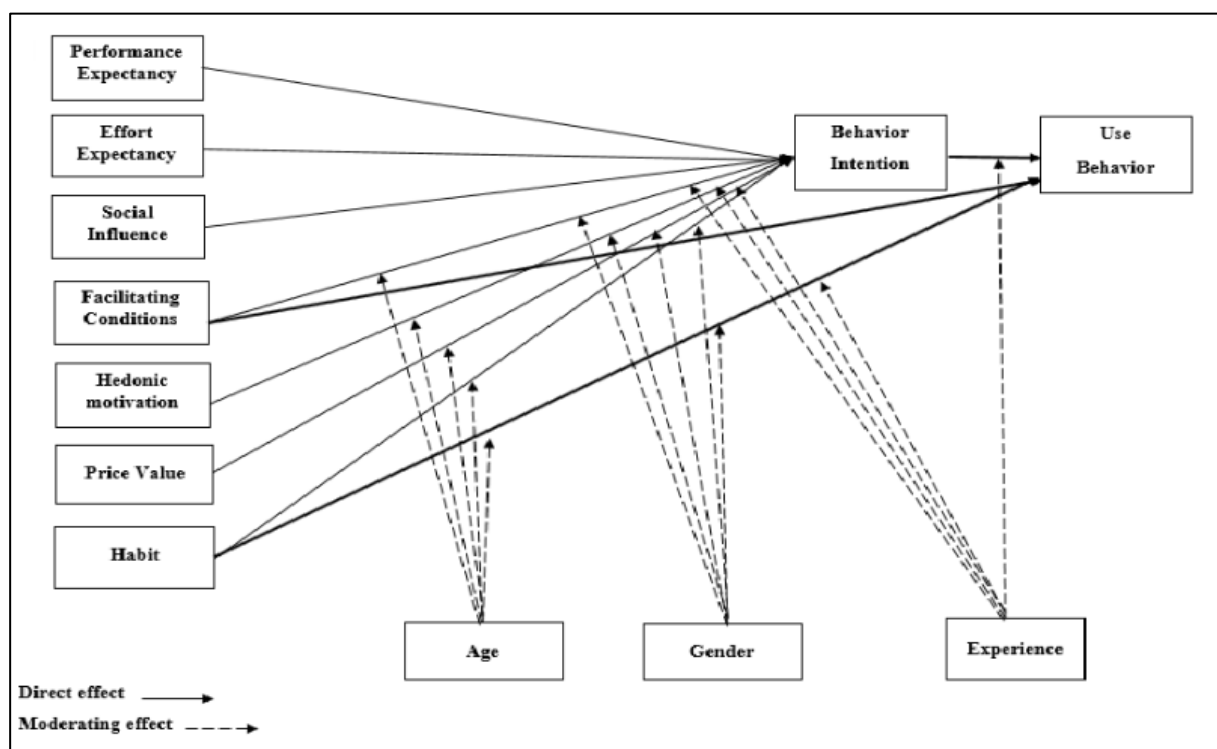 Performance
Expectancy
Effort
Expectancy
Social
Influence
Facilitating
Conditions
Hedonic
motivation
Price Value
Habit
Behavior
Intention
Use
Behavior
Age
Gender
Experience
Direct effect
Moderating effect